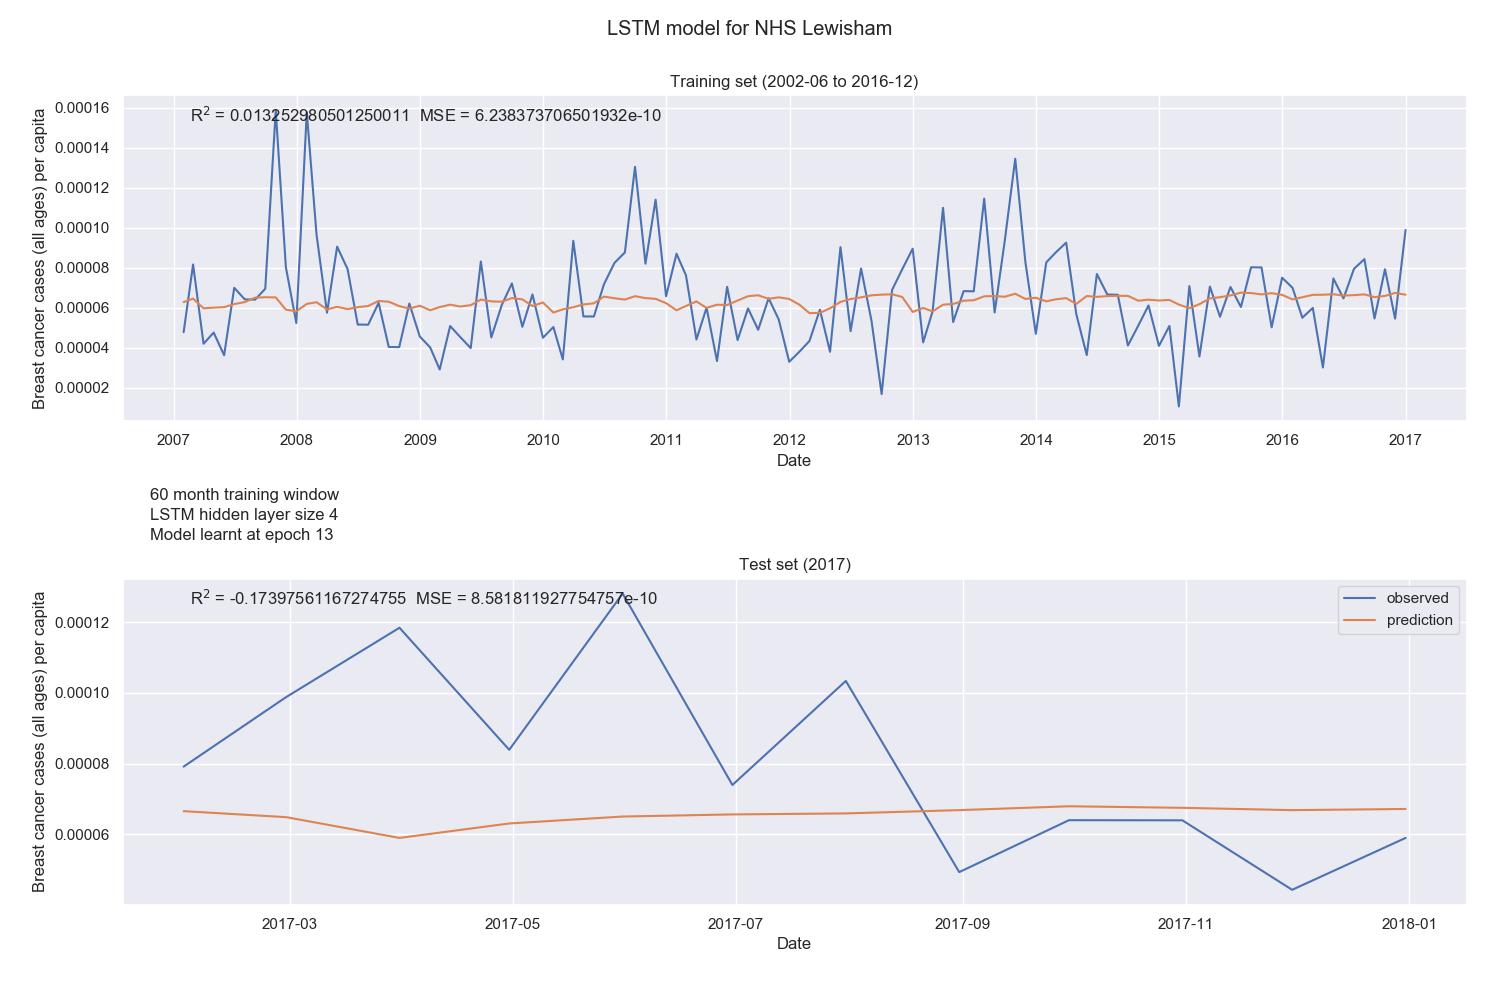 LSTM model for NHS Lewisham
Training set (2002-06 to 2016-12)
R² = 0.0132529805012500​11  MSE = 6.238373706501932e-10
Breast cancer cases (all ages) per capita
0.00016
0.00014
0.00012
0.00010
0.00008
0.00006
0.00004
0.00002
2007 2008 2009 2010 2011 2012 2013 2014 2015 2016 2017
Date
60 month training window
LSTM hidden layer size 4
Model learnt at epoch 13
Test set (2017)
R² = -0.17397561167274755  MSE = 8.581811927754757e-10
observed
prediction
Breast cancer cases (all ages) per capita
0.00012
0.00010
0.00008
0.00006
2017-03 2017-05 2017-07 2017-09 2017-11 2018-01
Date